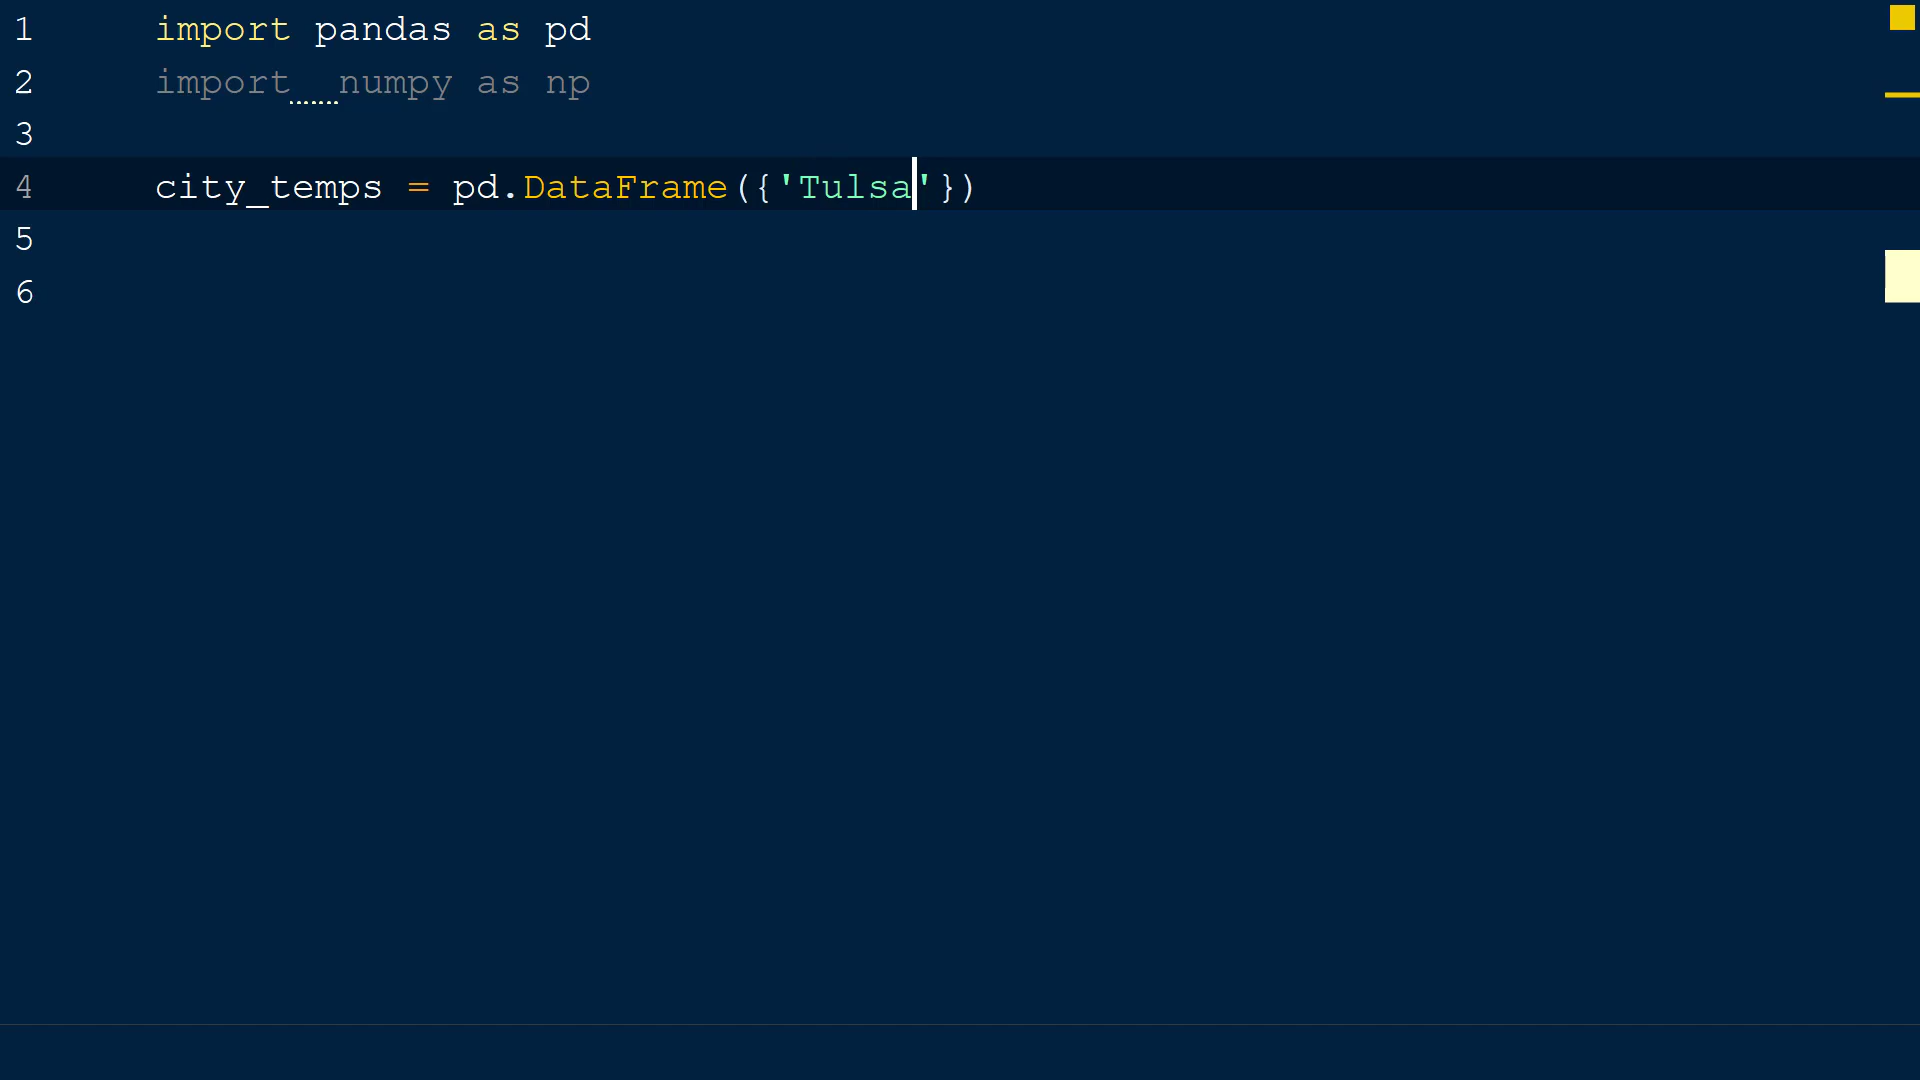 1 import pandas as pd
2 import  numpy as np
3
4 city_temps = pd.DataFrame({'Tulsa'})
5
6